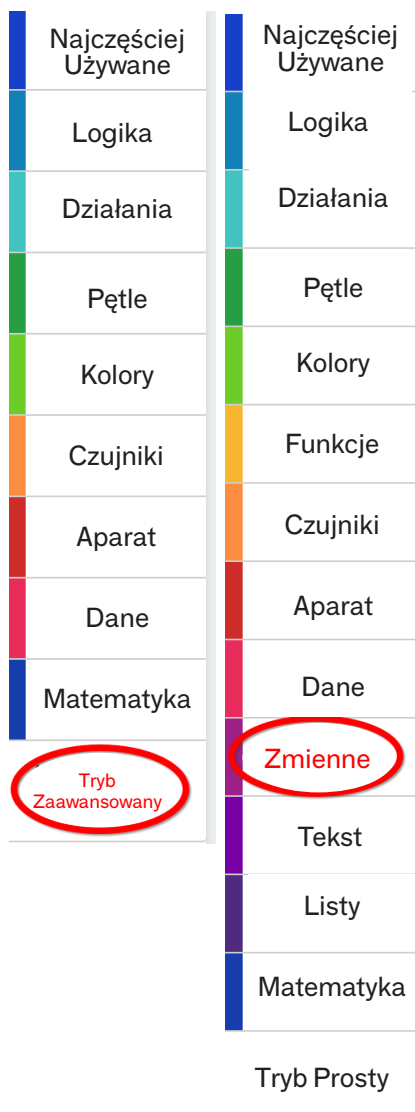 Najczęściej
Używane
Logika
Działania
Pętle
Kolory
Czujniki
Aparat
Dane
Matematyka
Tryb
Zaawansowany
Najczęściej
Używane
Logika
Działania
Pętle
Kolory
Funkcje
Czujniki
Aparat
Dane
Zmienne
Tekst
Listy
Matematyka
Tryb Prosty